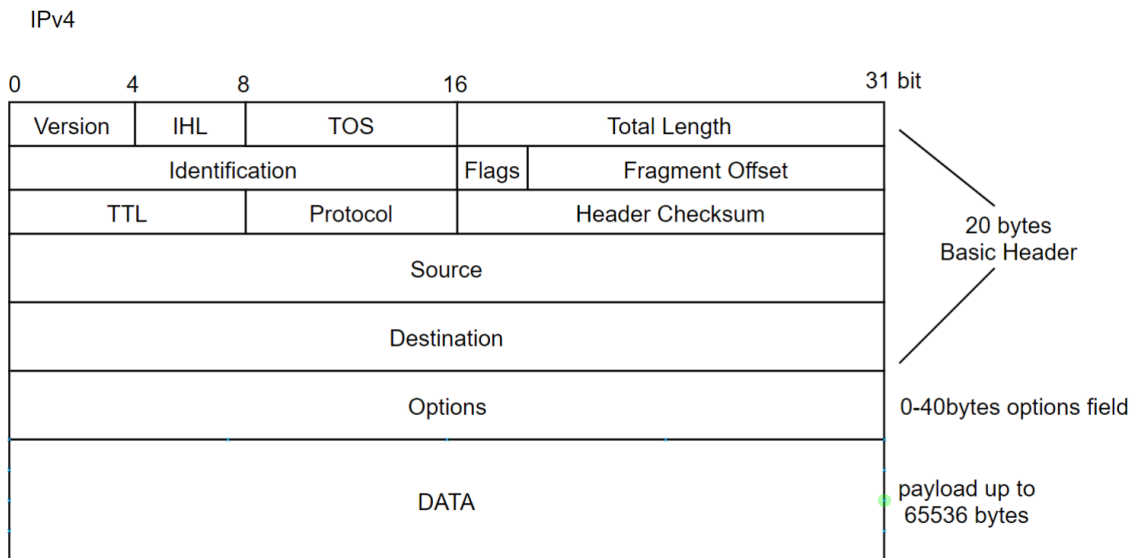 IPv4
0 4 8 16 31 bit
Version IHL TOS Total Length
Identification Flags Fragment Offset
TTL Protocol Header Checksum
20 bytes
Basic Header
Source
Destination
Options 0-40bytes options field
DATA
payload up to
65536 bytes